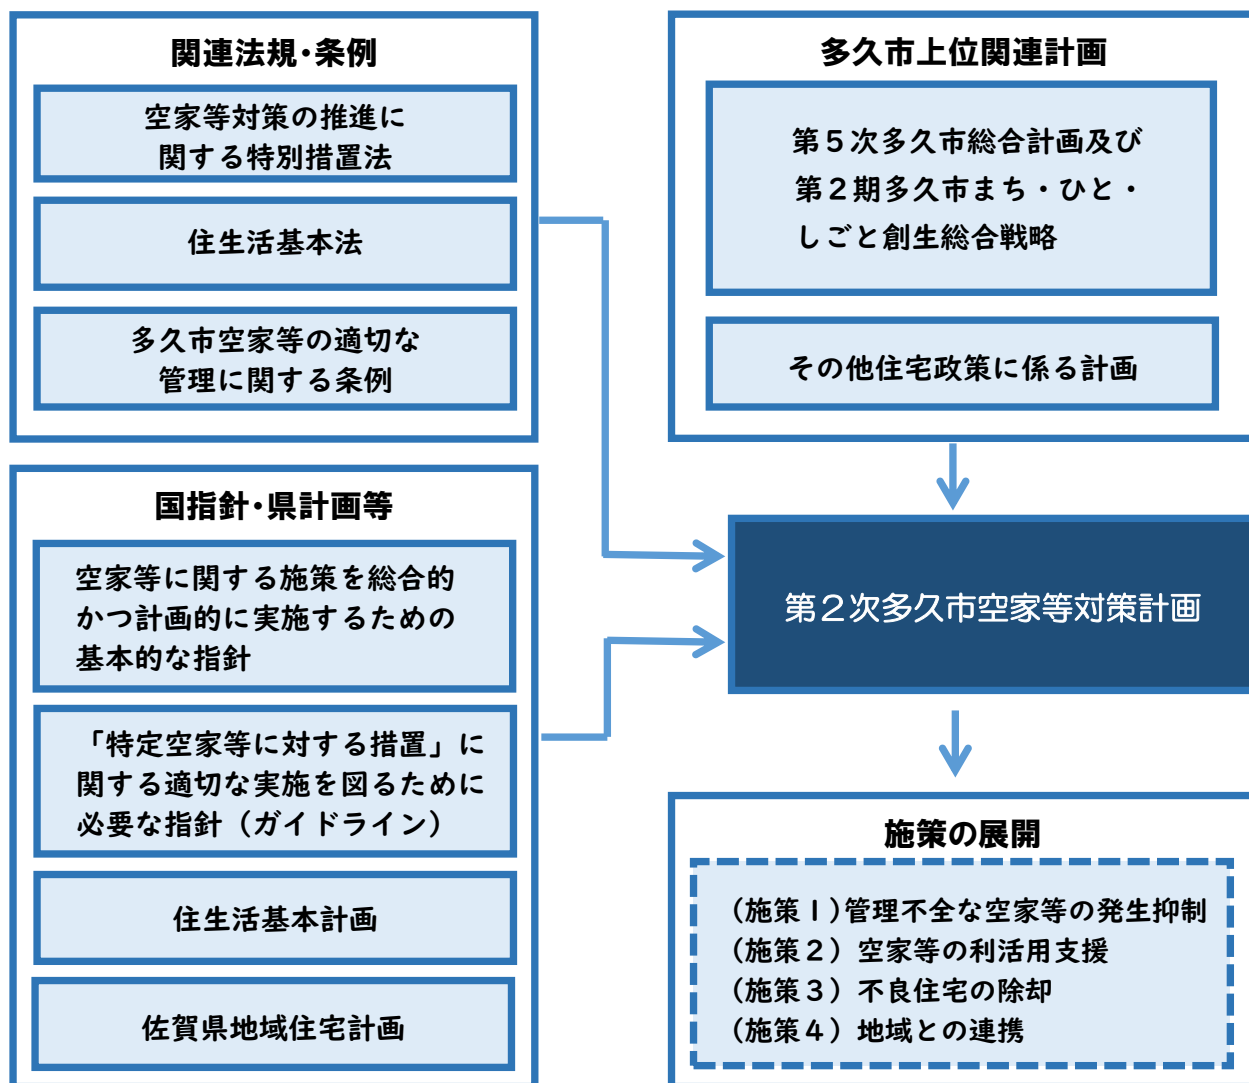 関連法規・条例
空家等対策の推進に
関する特別措置法
住生活基本法
多久市空家等の適切な
管理に関する条例
国指針・県計画等
空家等に関する施策を総合的
かつ計画的に実施するための
基本的な指針
「特定空家等に対する措置」に
関する適切な実施を図るために
必要な指針（ガイドライン）
住生活基本計画
佐賀県地域住宅計画
多久市上位関連計画
第５次多久市総合計画及び
第２期多久市まち・ひと・
しごと創生総合戦略
その他住宅政策に係る計画
第２次多久市空家等対策計画
施策の展開
（施策１）管理不全な空家等の発生抑制
（施策２）空家等の利活用支援
（施策３）不良住宅の除却
（施策４）地域との連携